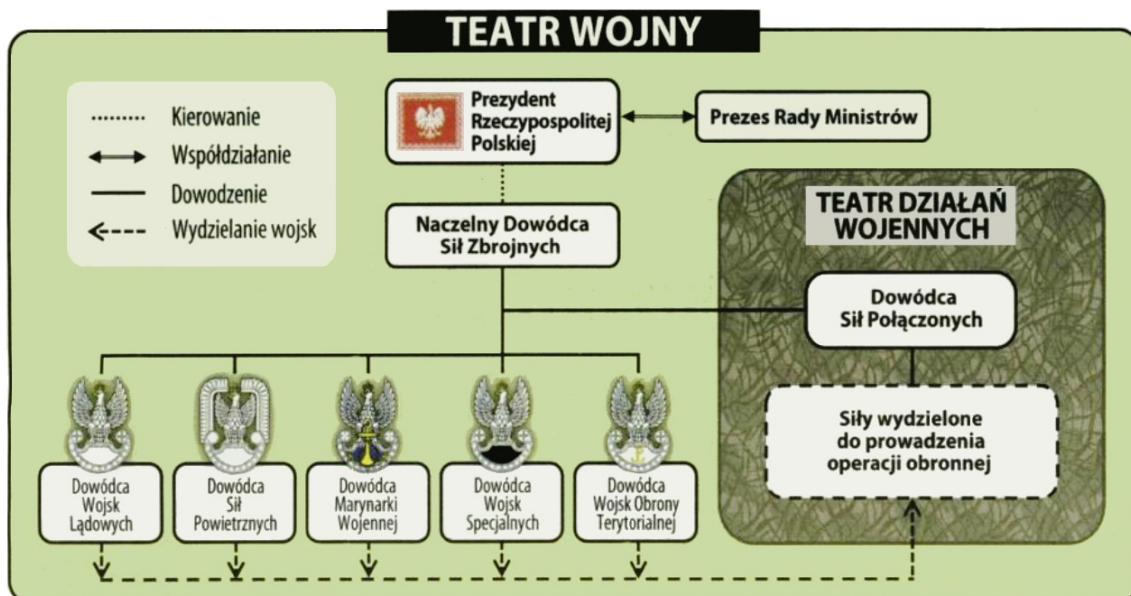 TEATR WOJNY
Kierowanie
Współdziałanie
Dowodzenie
Wydzielanie wojsk
Prezydent
Rzeczypospolitej
Polskiej
Prezes Rady Ministrów
Naczelny Dowódca
Sił Zbrojnych
TEATR DZIAŁAŃ
WOJENNYCH
Dowódca
Sił Połączonych
Siły wydzielone
do prowadzenia
operacji obronnej
Dowódca
Wojsk
Lądowych
Dowódca
Sił
Powietrznych
Dowódca
Marynarki
Wojennej
Dowódca
Wojsk
Specjalnych
Dowódca
Wojsk Obrony
Terytorialnej